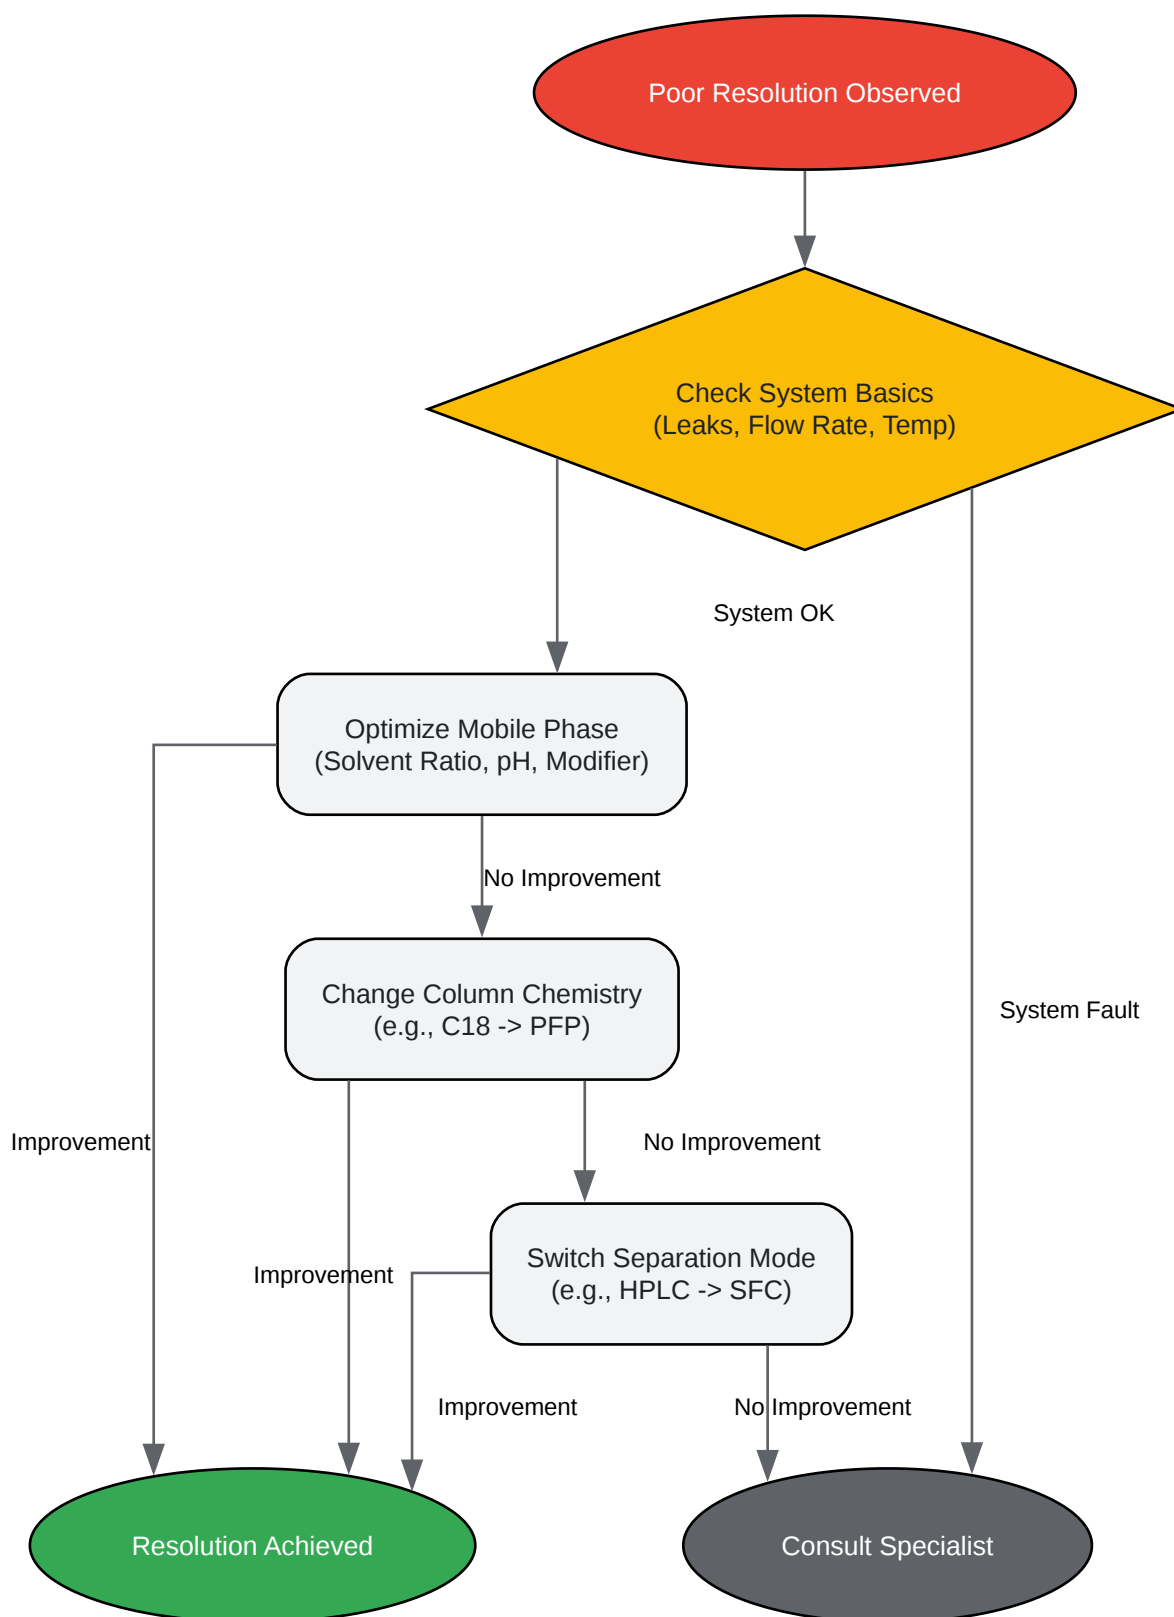 Poor Resolution Observed
Check System Basics
(Leaks, Flow Rate, Temp)
System OK
Optimize Mobile Phase
(Solvent Ratio, pH, Modifier)
No Improvement
Change Column Chemistry
(e.g., C18 -> PFP)
System Fault
Improvement
No Improvement
Switch Separation Mode
(e.g., HPLC -> SFC)
Improvement
Improvement
No Improvement
Resolution Achieved
Consult Specialist